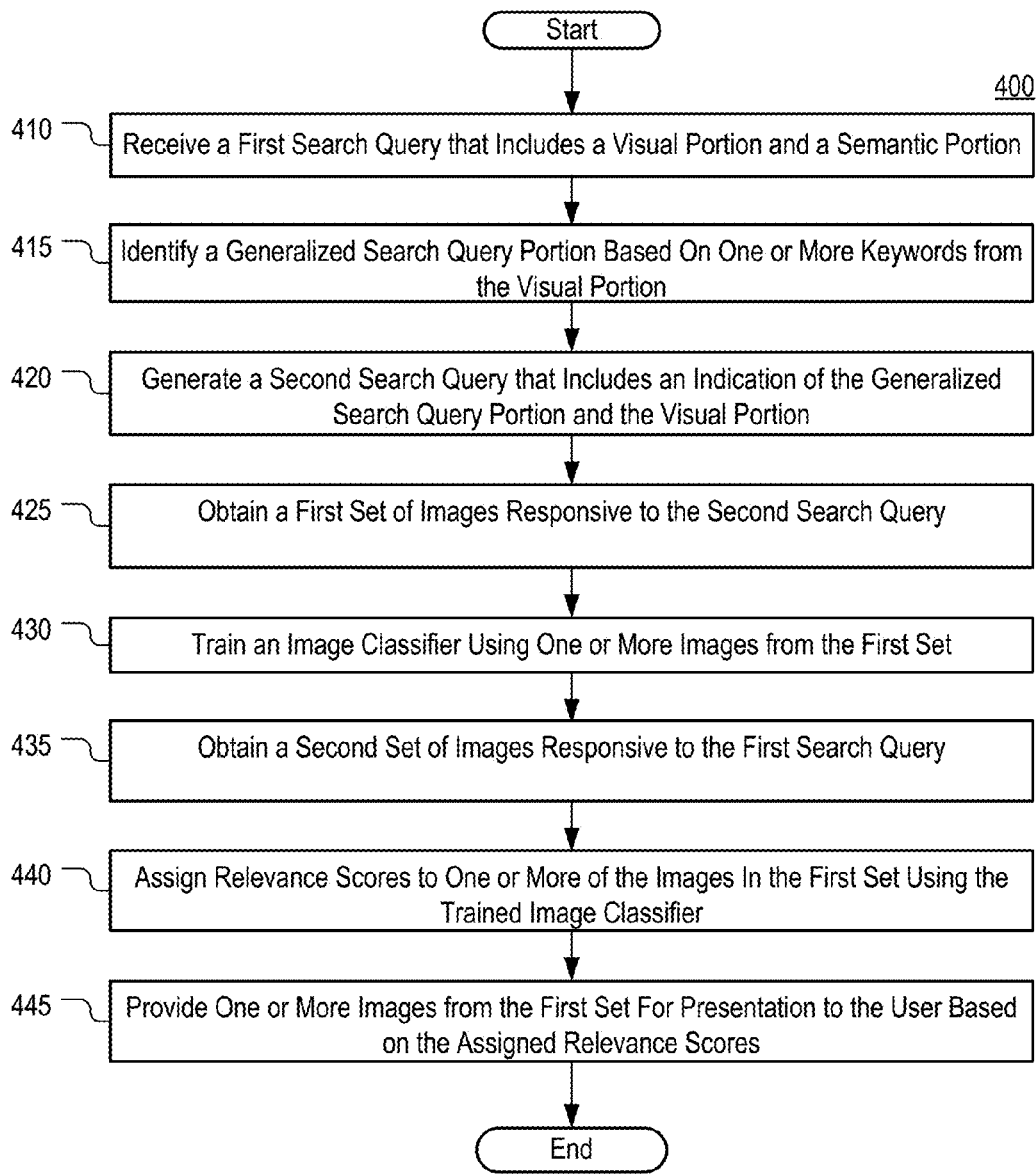 Start
400
410
Receive a First Search Query that Includes a Visual Portion and a Semantic Portion
415
Identify a Generalized Search Query Portion Based On One or More Keywords from
the Visual Portion
420
Generate a Second Search Query that Includes an Indication of the Generalized
Search Query Portion and the Visual Portion
425
Obtain a First Set of Images Responsive to the Second Search Query
430
Train an Image Classifier Using One or More Images from the First Set
435
Obtain a Second Set of Images Responsive to the First Search Query
440
Assign Relevance Scores to One or More of the Images In the First Set Using the
Trained Image Classifier
445
Provide One or More Images from the First Set For Presentation to the User Based
on the Assigned Relevance Scores
End